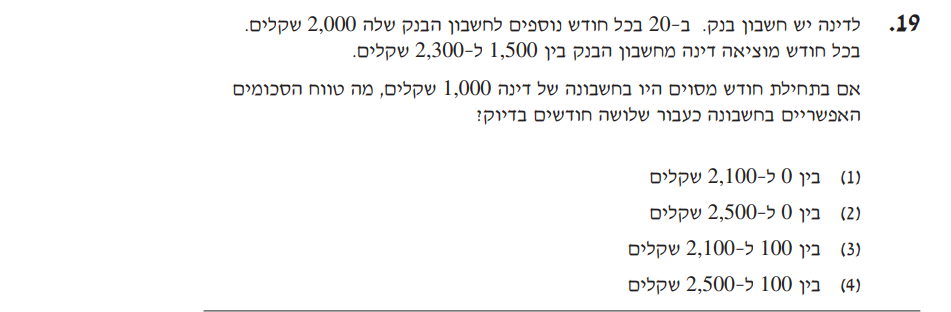 19. לדינה יש חשבון בנק. ב-20 בכל חודש נוספים לחשבון הבנק שלה 2,000 שקלים.
בכל חודש מוציאה דינה מחשבון הבנק בין 1,500 ל-2,300 שקלים.
אם בתחילת חודש מסוים היו בחשבונה של דינה 1,000 שקלים, מה טווח הסכומים
האפשריים בחשבונה כעבור שלושה חודשים בדיוק?
(1) בין 0 ל-2,100 שקלים
(2) בין 0 ל-2,500 שקלים
(3) בין 100 ל-2,100 שקלים
(4) בין 100 ל-2,500 שקלים